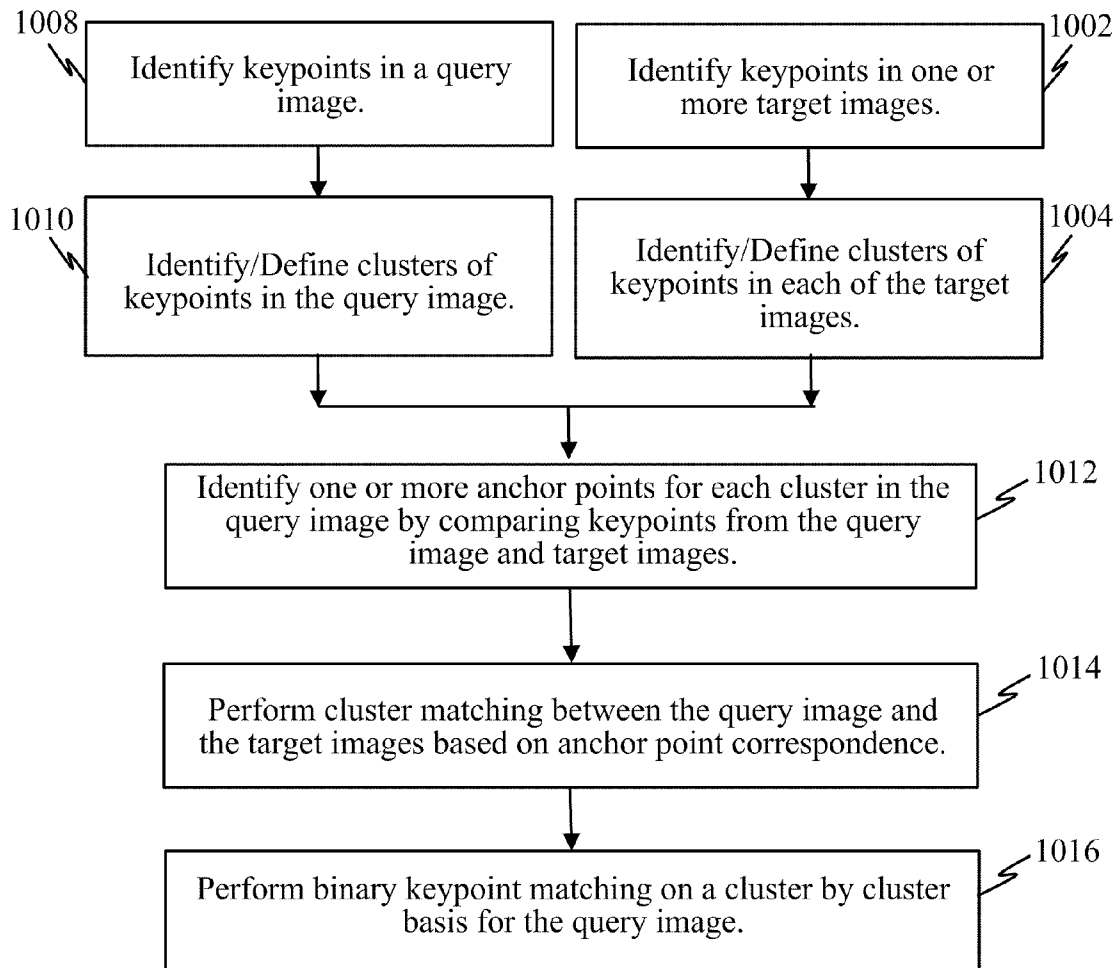 1008
Identify keypoints in a query
image.
1002
Identify keypoints in one or
more target images.
1010
Identify/Define clusters of
keypoints in the query image.
1004
Identify/Define clusters of
keypoints in each of the target
images.
1012
Identify one or more anchor points for each cluster in the
query image by comparing keypoints from the query
image and target images.
1014
Perform cluster matching between the query image and
the target images based on anchor point correspondence.
1016
Perform binary keypoint matching on a cluster by cluster
basis for the query image.